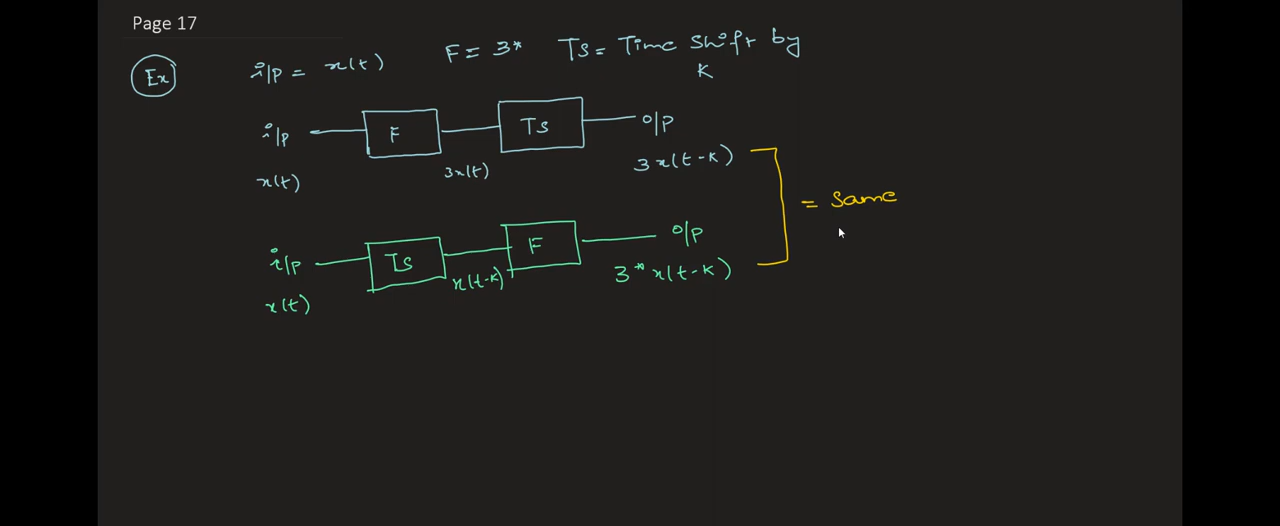 Page 17
Ex
i/p = x(t) F = 3* TS = Time Shift by K
i/p F TS o/p
x(t) 3x(t) 3x(t-K)
= Same
i/p TS F o/p
x(t) x(t-K) 3* x(t-K)